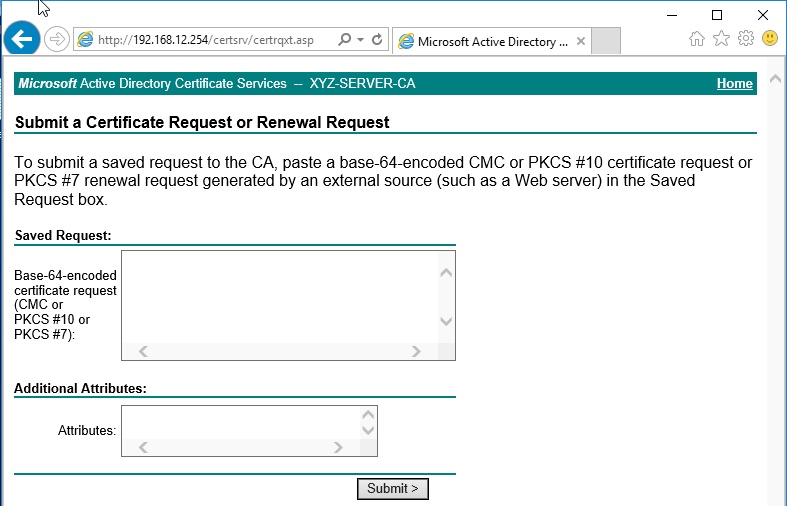 http://192.168.12.254/certsrv/certrqxt.asp
Microsoft Active Directory ...
Microsoft Active Directory Certificate Services -- XYZ-SERVER-CA
Home
Submit a Certificate Request or Renewal Request
To submit a saved request to the CA, paste a base-64-encoded CMC or PKCS #10 certificate request or
PKCS #7 renewal request generated by an external source (such as a Web server) in the Saved
Request box.
Saved Request:
Base-64-encoded
certificate request
(CMC or
PKCS #10 or
PKCS #7):
Additional Attributes:
Attributes:
Submit >